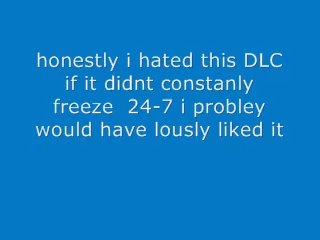 honestly i hated this DLC
if it didnt constanly
freeze  24-7 i probley
would have lously liked it